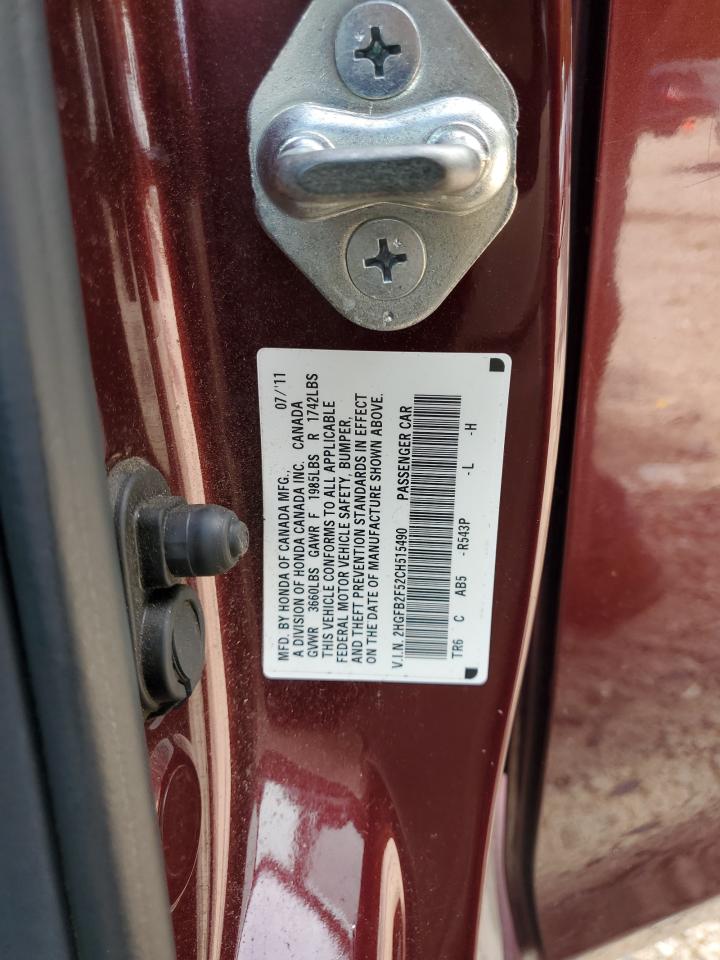 MFD. BY HONDA OF CANADA MFG., 07/'11
A DIVISION OF HONDA CANADA INC. CANADA
GVWR 3660LBS GAWR F 1985LBS R 1742LBS
THIS VEHICLE CONFORMS TO ALL APPLICABLE
FEDERAL MOTOR VEHICLE SAFETY, BUMPER,
AND THEFT PREVENTION STANDARDS IN EFFECT
ON THE DATE OF MANUFACTURE SHOWN ABOVE.
V.I.N. 2HGFB2F52CH515490 PASSENGER CAR
TR6 C AB5 -R543P -L -H